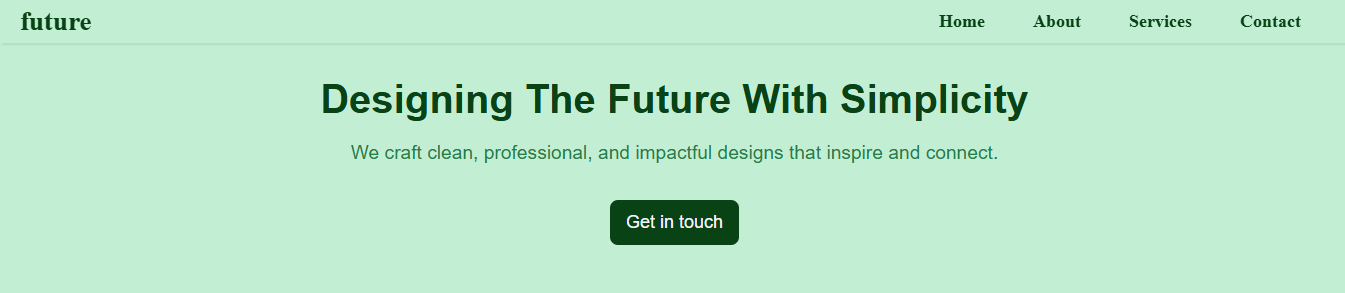 future
Home About Services Contact
Designing The Future With Simplicity
We craft clean, professional, and impactful designs that inspire and connect.
Get in touch